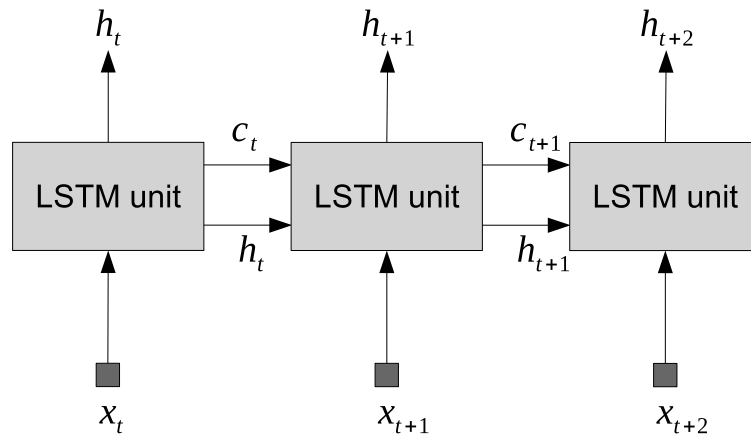 h_t h_{t+1} h_{t+2}
c_t c_{t+1}
LSTM unit LSTM unit LSTM unit
h_t h_{t+1}
x_t x_{t+1} x_{t+2}